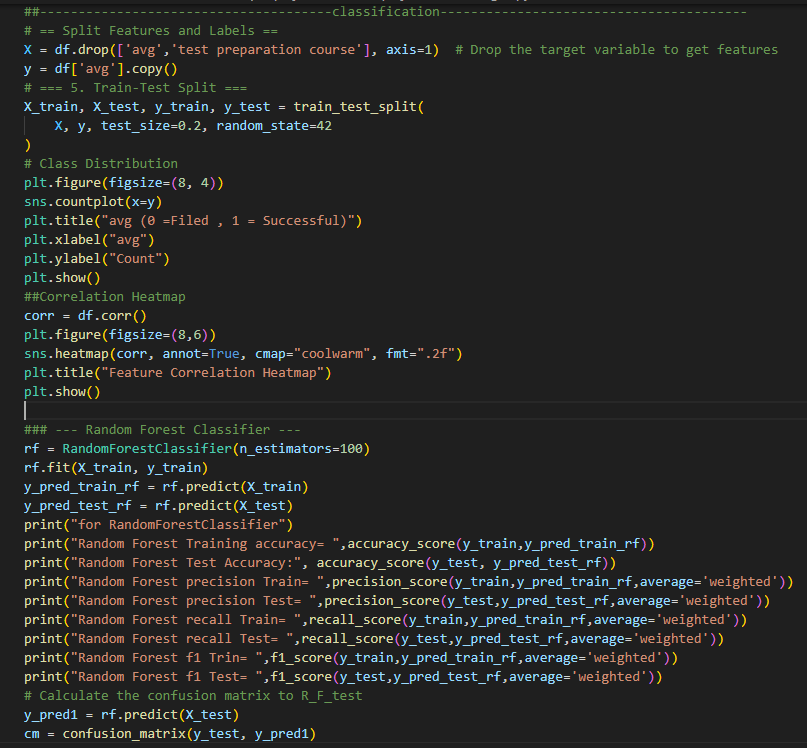 ##--------------------------------------classification----------------------------------------
# == Split Features and Labels ==
X = df.drop(['avg','test preparation course'], axis=1)  # Drop the target variable to get features
y = df['avg'].copy()
# === 5. Train-Test Split ===
X_train, X_test, y_train, y_test = train_test_split(
    X, y, test_size=0.2, random_state=42
)
# Class Distribution
plt.figure(figsize=(8, 4))
sns.countplot(x=y)
plt.title("avg (0 =Filed , 1 = Successful)")
plt.xlabel("avg")
plt.ylabel("Count")
plt.show()
##Correlation Heatmap
corr = df.corr()
plt.figure(figsize=(8,6))
sns.heatmap(corr, annot=True, cmap="coolwarm", fmt=".2f")
plt.title("Feature Correlation Heatmap")
plt.show()
### --- Random Forest Classifier ---
rf = RandomForestClassifier(n_estimators=100)
rf.fit(X_train, y_train)
y_pred_train_rf = rf.predict(X_train)
y_pred_test_rf = rf.predict(X_test)
print("for RandomForestClassifier")
print("Random Forest Training accuracy= ",accuracy_score(y_train,y_pred_train_rf))
print("Random Forest Test Accuracy:", accuracy_score(y_test, y_pred_test_rf))
print("Random Forest precision Train= ",precision_score(y_train,y_pred_train_rf,average='weighted'))
print("Random Forest precision Test= ",precision_score(y_test,y_pred_test_rf,average='weighted'))
print("Random Forest recall Train= ",recall_score(y_train,y_pred_train_rf,average='weighted'))
print("Random Forest recall Test= ",recall_score(y_test,y_pred_test_rf,average='weighted'))
print("Random Forest f1 Trin= ",f1_score(y_train,y_pred_train_rf,average='weighted'))
print("Random Forest f1 Test= ",f1_score(y_test,y_pred_test_rf,average='weighted'))
# Calculate the confusion matrix to R_F_test
y_pred1 = rf.predict(X_test)
cm = confusion_matrix(y_test, y_pred1)